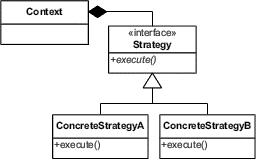 Context
«interface»
Strategy
+execute()
ConcreteStrategyA
+execute()
ConcreteStrategyB
+execute()